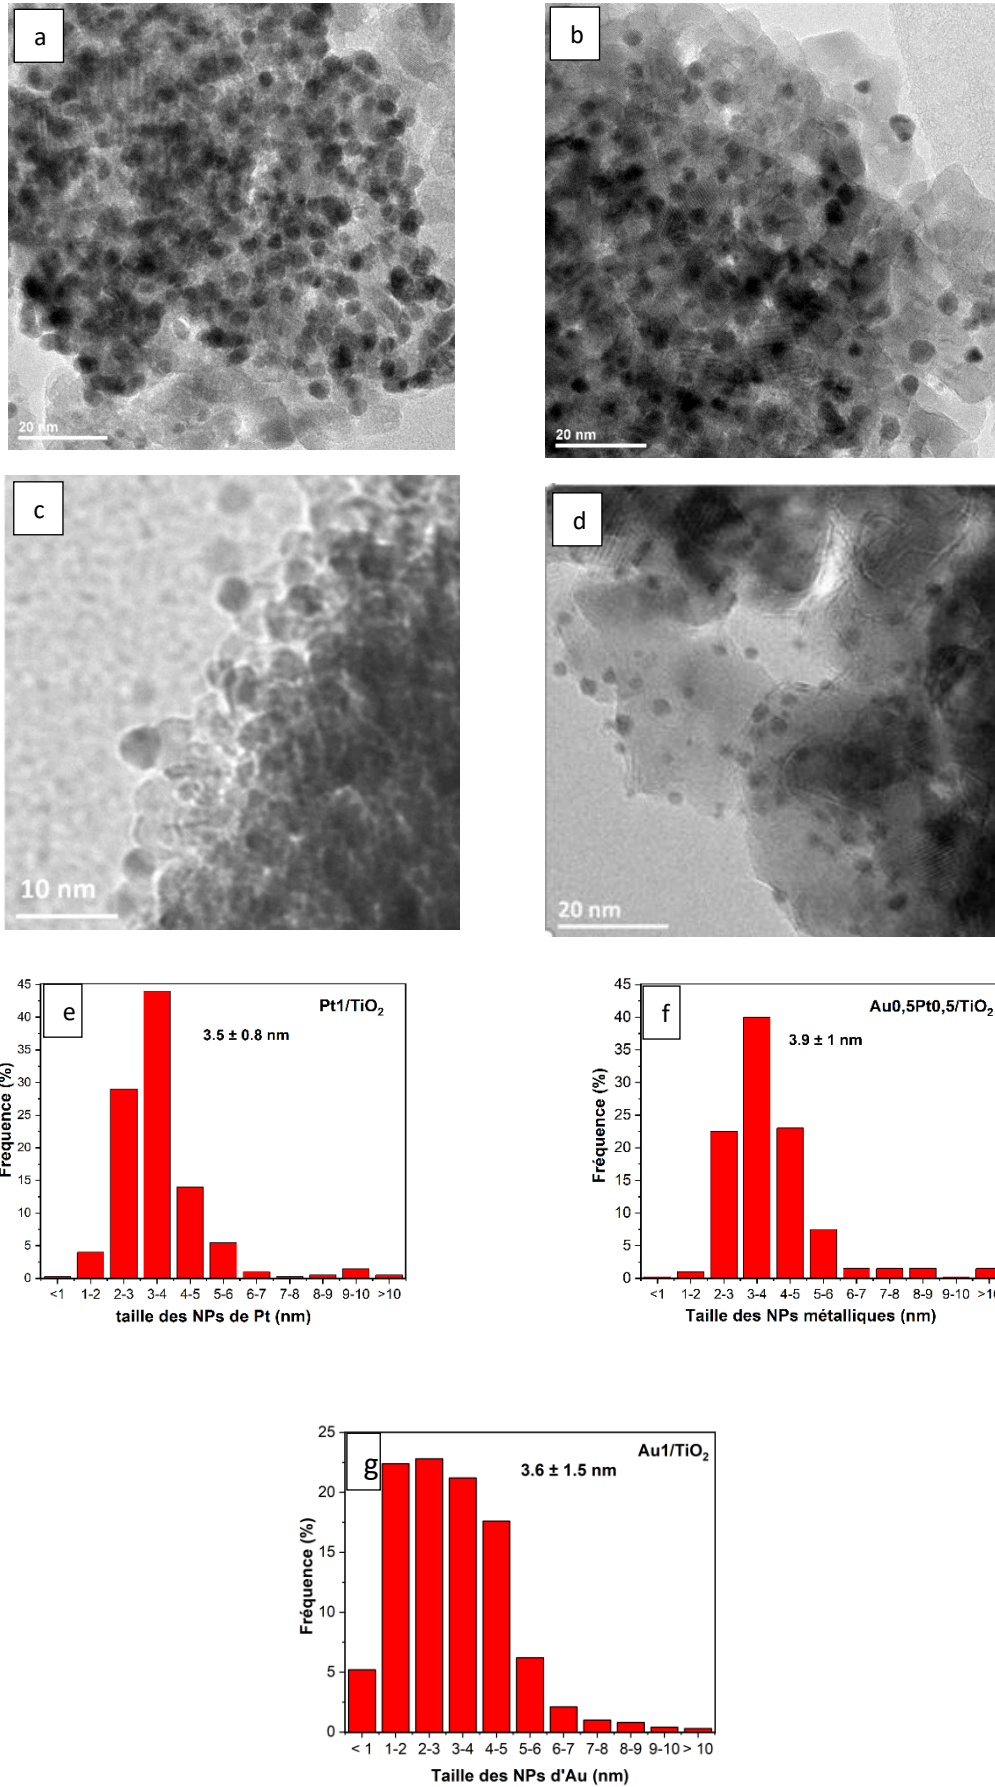 a
20 nm
b
20 nm
c
10 nm
d
20 nm
e
Pt1/TiO₂
3.5 ± 0.8 nm
Frequence (%)
45
40
35
30
25
20
15
10
5
0
<1 1-2 2-3 3-4 4-5 5-6 6-7 7-8 8-9 9-10 >10
taille des NPs de Pt (nm)
f
Au0,5Pt0,5/TiO₂
3.9 ± 1 nm
Fréquence (%)
45
40
35
30
25
20
15
10
5
0
<1 1-2 2-3 3-4 4-5 5-6 6-7 7-8 8-9 9-10 >10
Taille des NPs métalliques (nm)
g
Au1/TiO₂
3.6 ± 1.5 nm
Fréquence (%)
25
20
15
10
5
0
< 1 1-2 2-3 3-4 4-5 5-6 6-7 7-8 8-9 9-10 > 10
Taille des NPs d'Au (nm)